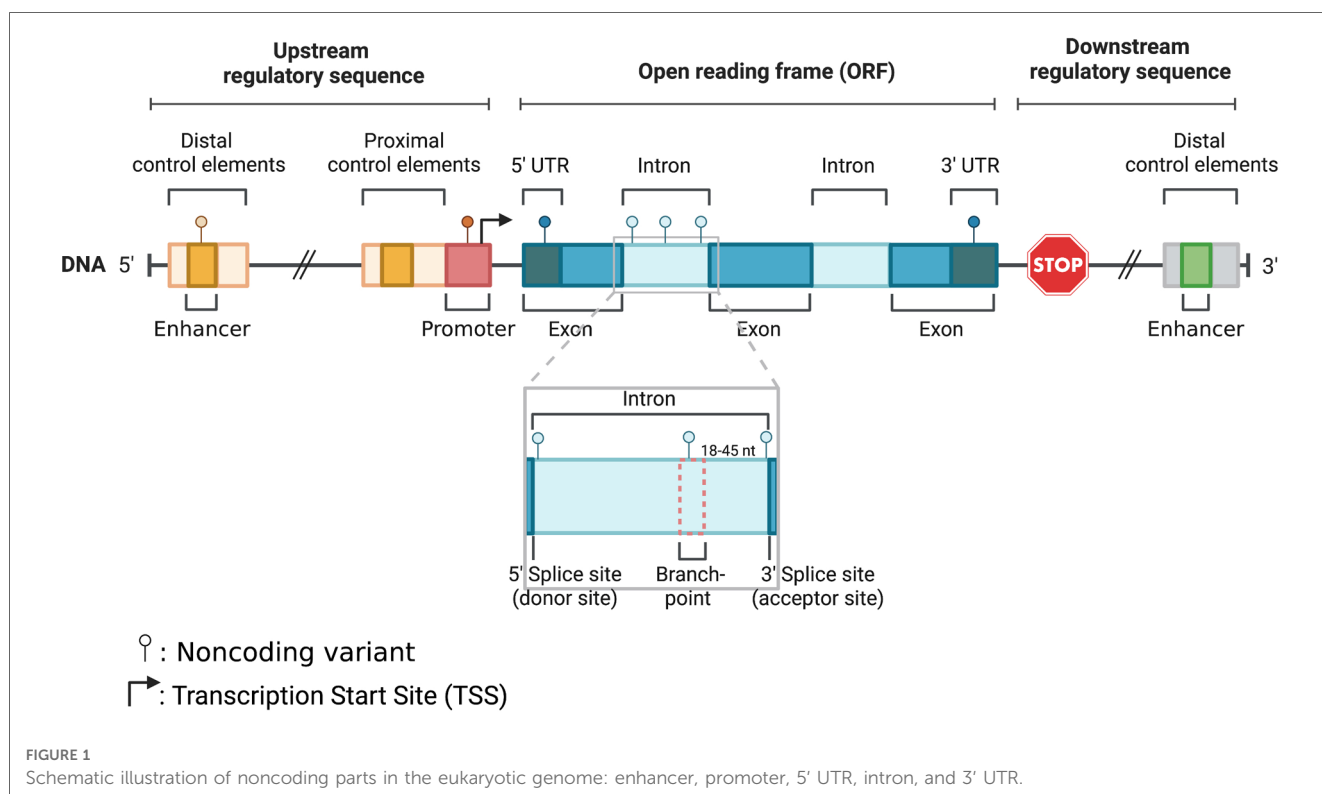 Upstream
regulatory sequence
Open reading frame (ORF)
Downstream
regulatory sequence
Distal
control elements
Proximal
control elements
5' UTR
Intron
Intron
3' UTR
Distal
control elements
DNA 5'
STOP
3'
Enhancer
Promoter
Exon
Exon
Exon
Enhancer
Intron
18-45 nt
5' Splice site
(donor site)
Branch-
point
3' Splice site
(acceptor site)
: Noncoding variant
: Transcription Start Site (TSS)
FIGURE 1
Schematic illustration of noncoding parts in the eukaryotic genome: enhancer, promoter, 5′ UTR, intron, and 3′ UTR.